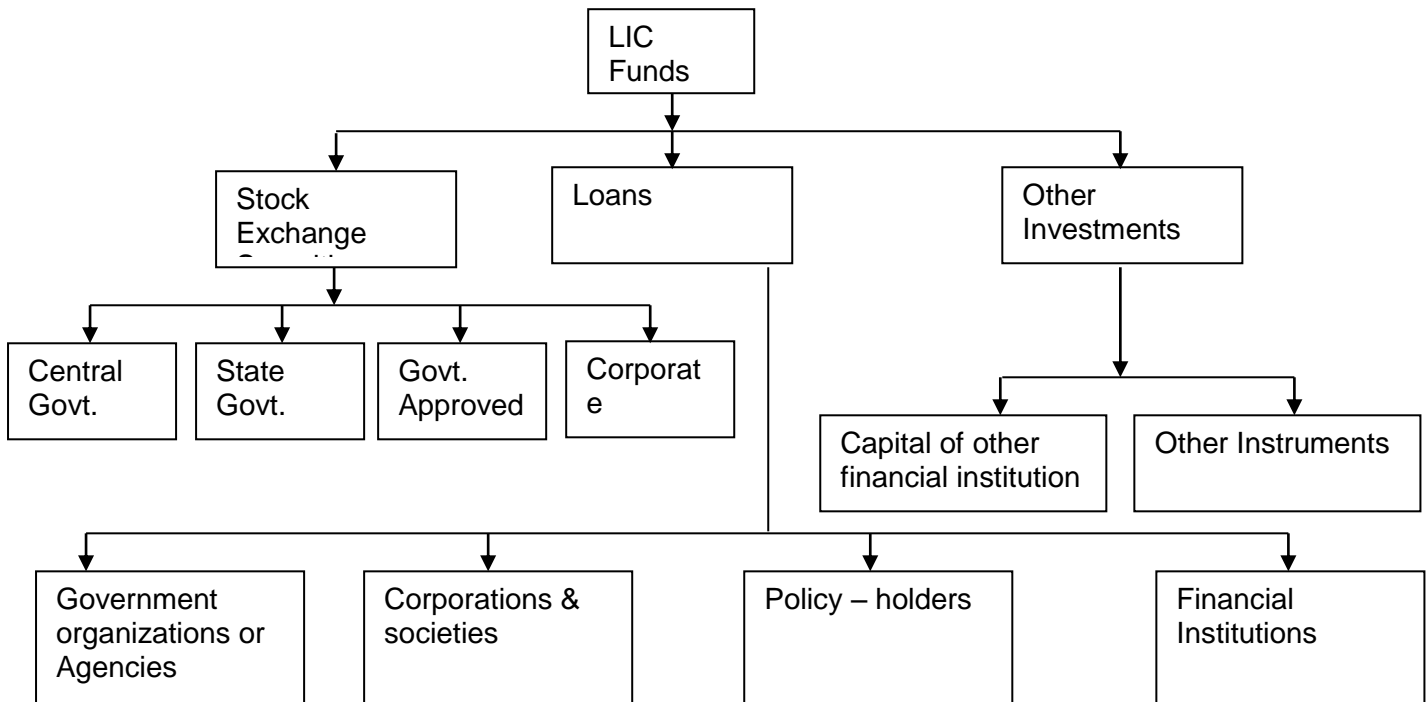 LIC
Funds
Stock
Exchange
Loans
Other
Investments
Central
Govt.
State
Govt.
Govt.
Approved
Corporat
e
Capital of other
financial institution
Other Instruments
Government
organizations or
Agencies
Corporations &
societies
Policy – holders
Financial
Institutions